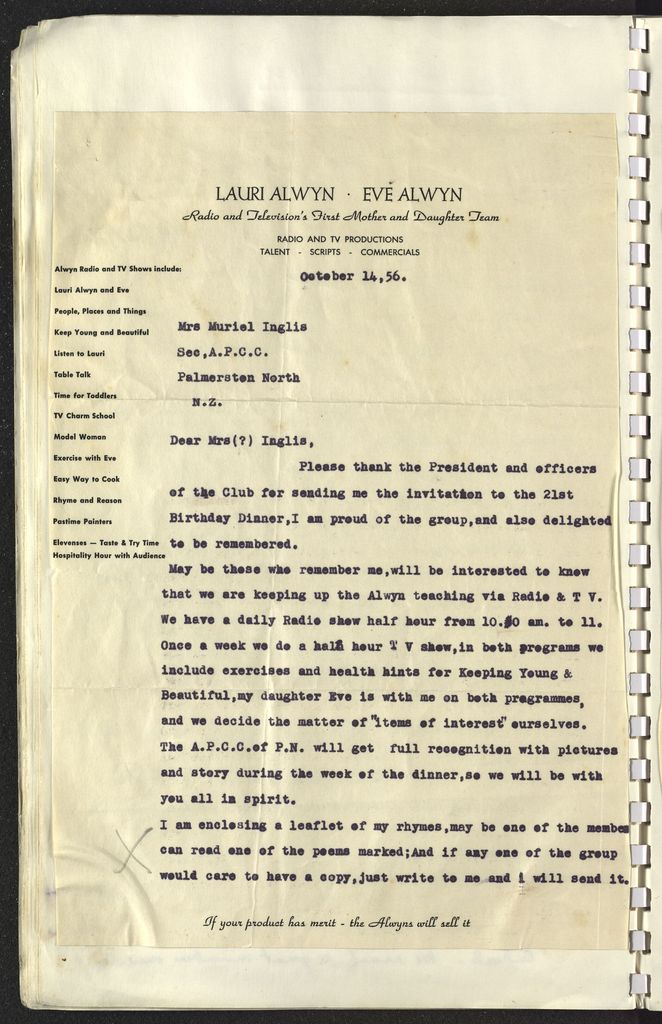 LAURI ALWYN · EVE ALWYN
Radio and Television's First Mother and Daughter Team
RADIO AND TV PRODUCTIONS
TALENT - SCRIPTS - COMMERCIALS
Alwyn Radio and TV Shows include:
Lauri Alwyn and Eve
People, Places and Things
Keep Young and Beautiful
Listen to Lauri
Table Talk
Time for Toddlers
TV Charm School
Model Woman
Exercise with Eve
Easy Way to Cook
Rhyme and Reason
Pastime Painters
Elevenses — Taste & Try Time
Hospitality Hour with Audience
October 14,56.
Mrs Muriel Inglis
Sec,A.P.C.C.
Palmerston North
N.Z.
Dear Mrs(?) Inglis,
Please thank the President and officers
of the Club for sending me the invitation to the 21st
Birthday Dinner,I am proud of the group,and also delighted
to be remembered.
May be those who remember me,will be interested to know
that we are keeping up the Alwyn teaching via Radio & T V.
We have a daily Radio show half hour from 10.30 am. to 11.
Once a week we do a half hour T V show,in both programs we
include exercises and health hints for Keeping Young &
Beautiful,my daughter Eve is with me on both programmes,
and we decide the matter of "items of interest" ourselves.
The A.P.C.C.of P.N. will get full recognition with pictures
and story during the week of the dinner,so we will be with
you all in spirit.
I am enclosing a leaflet of my rhymes,may be one of the membe
can read one of the poems marked;And if any one of the group
would care to have a copy,just write to me and i will send it.
If your product has merit - the Alwyns will sell it